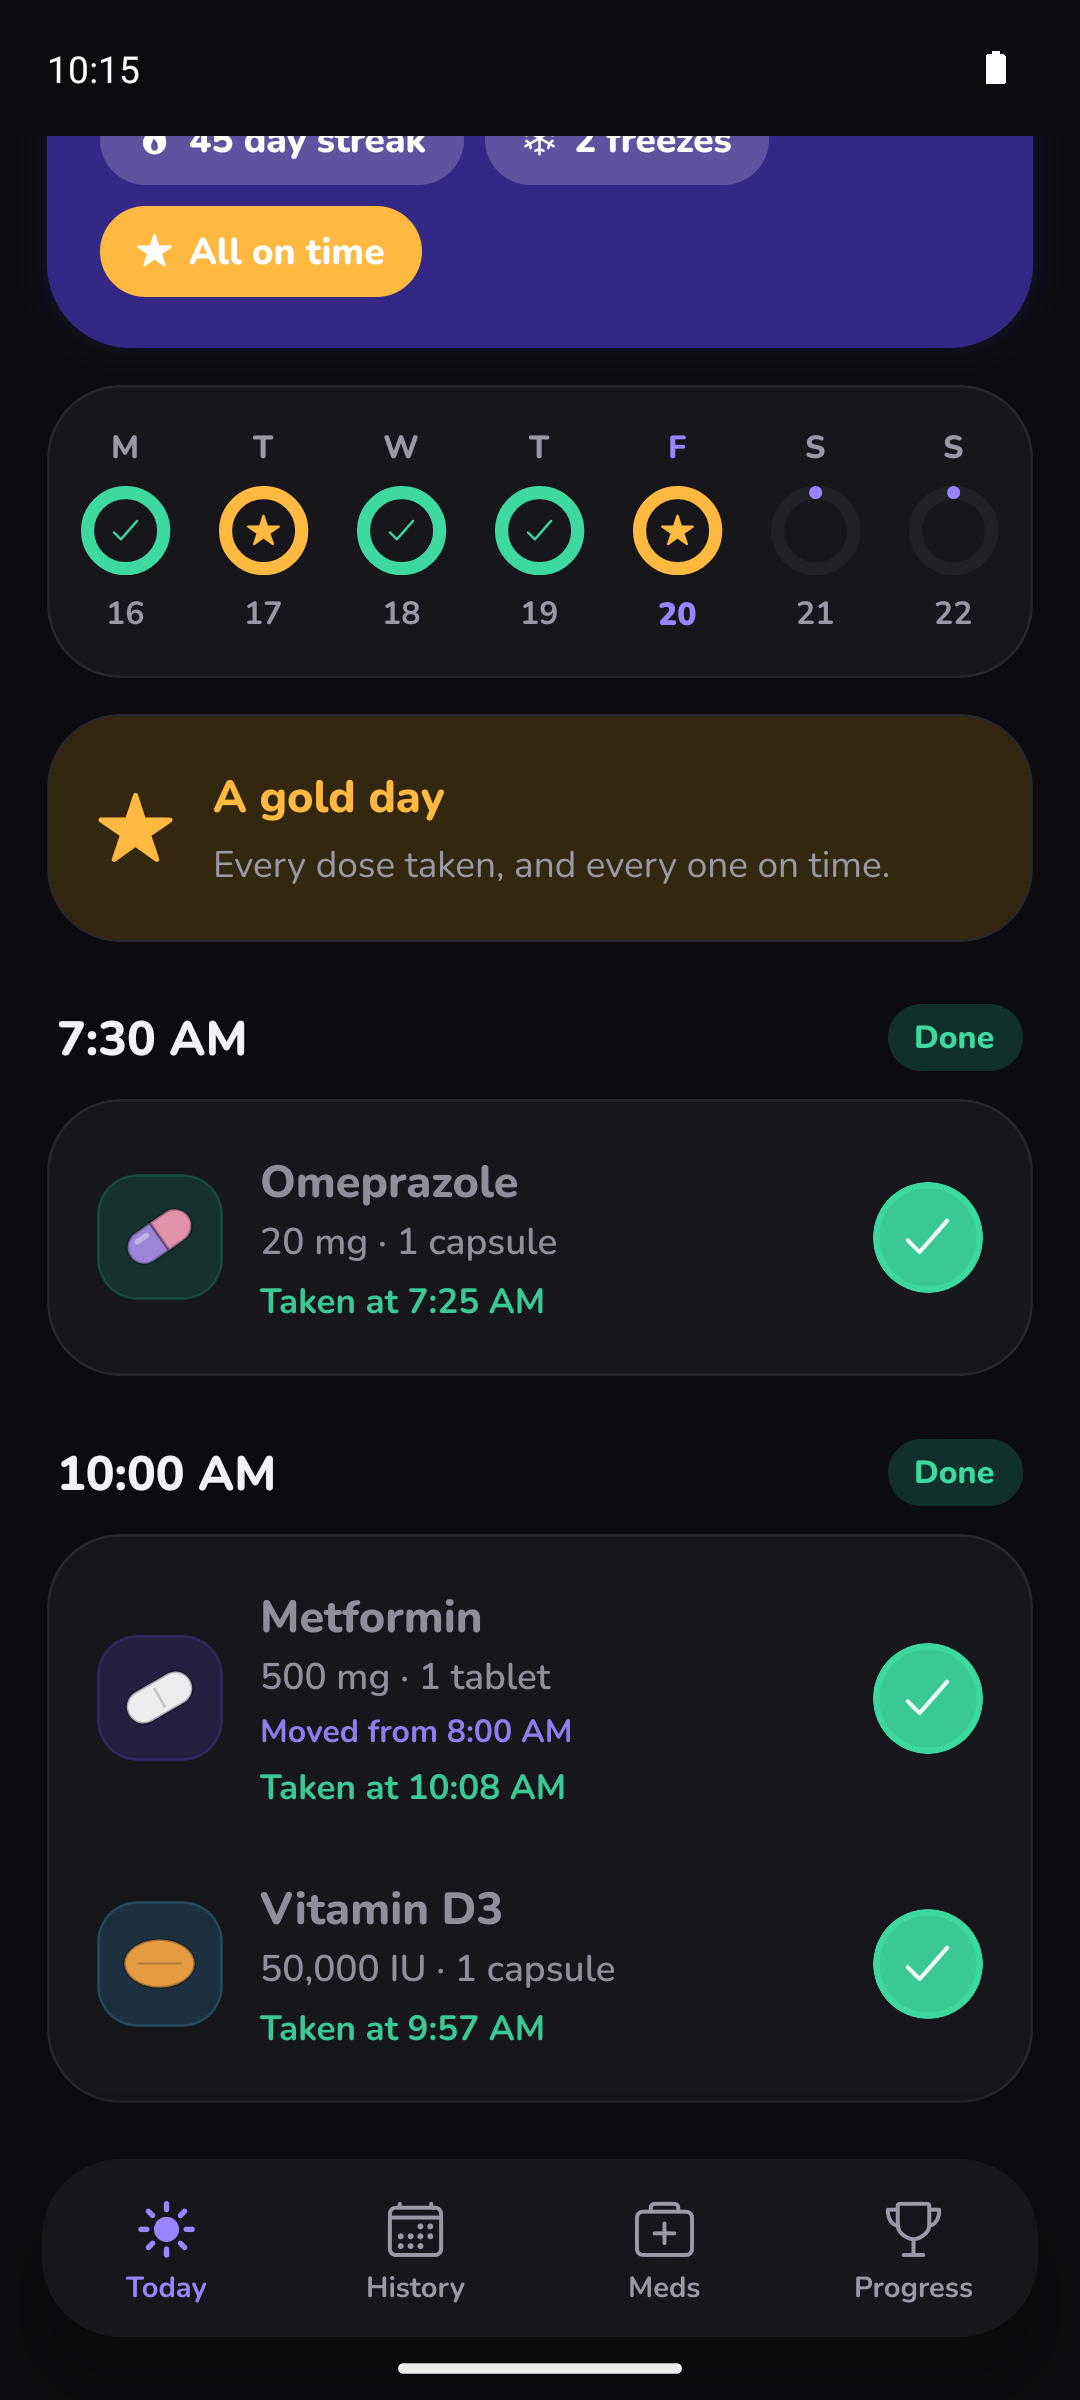 10:15
45 day streak
2 freezes
All on time
M T W T F S S
16 17 18 19 20 21 22
A gold day
Every dose taken, and every one on time.
7:30 AM
Done
Omeprazole
20 mg · 1 capsule
Taken at 7:25 AM
10:00 AM
Done
Metformin
500 mg · 1 tablet
Moved from 8:00 AM
Taken at 10:08 AM
Vitamin D3
50,000 IU · 1 capsule
Taken at 9:57 AM
Today
History
Meds
Progress